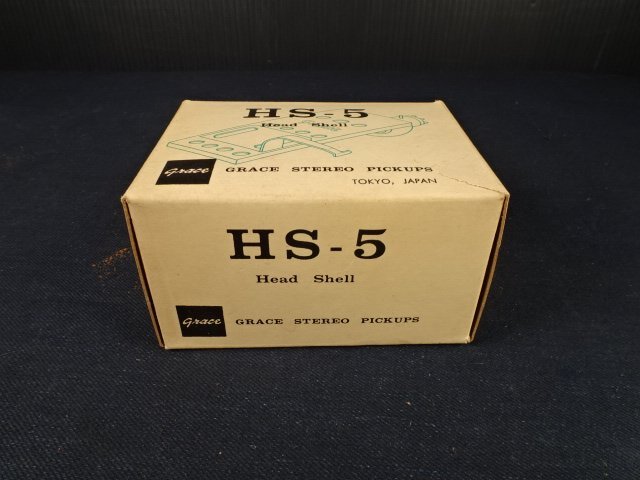 HS-5
Head Shell
Grace GRACE STEREO PICKUPS
TOKYO, JAPAN
HS-5
Head Shell
Grace GRACE STEREO PICKUPS